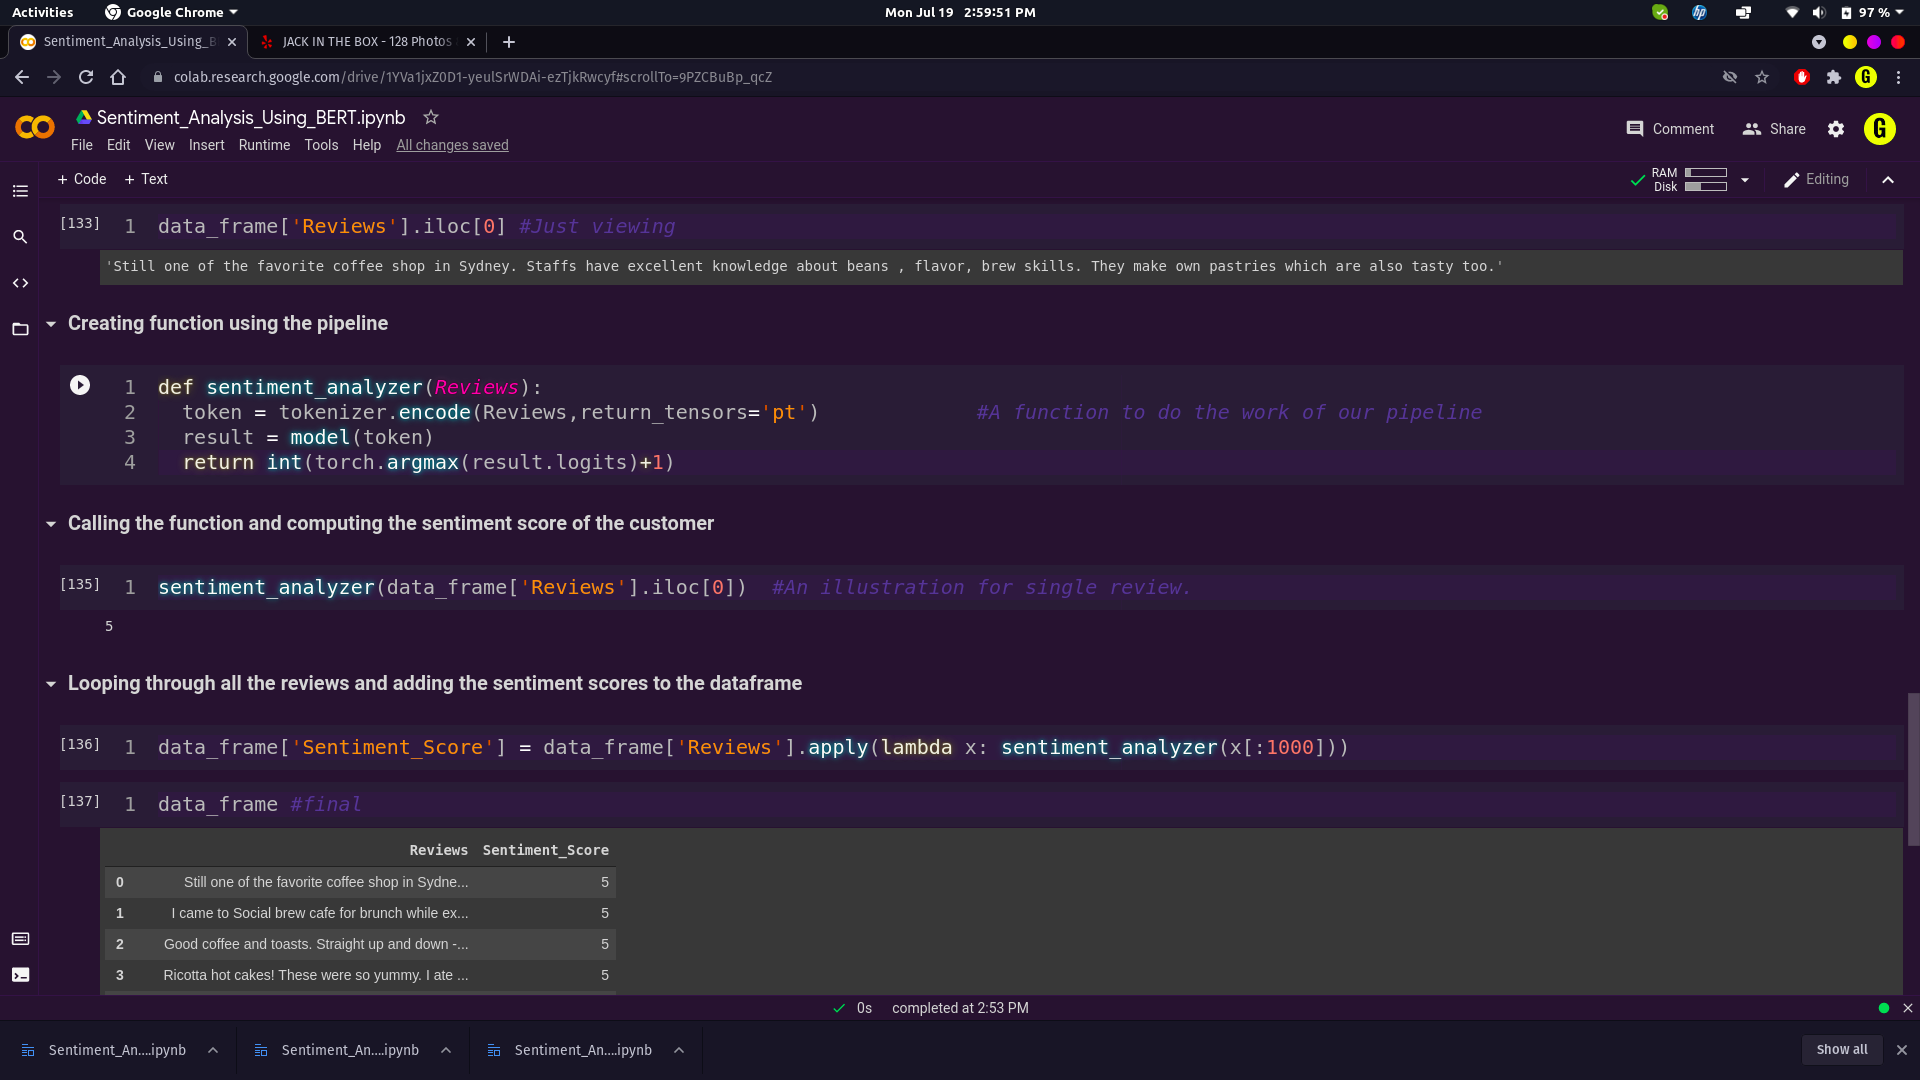 Activities Google Chrome Mon Jul 19 2:59:51 PM 97 %
Sentiment_Analysis_Using_B JACK IN THE BOX - 128 Photos
colab.research.google.com/drive/1YVa1jxZ0D1-yeulSrWDAi-ezTjkRwcyf#scrollTo=9PZCBuBp_qcZ G
Sentiment_Analysis_Using_BERT.ipynb
Comment Share G
File Edit View Insert Runtime Tools Help All changes saved
+ Code + Text RAM Disk Editing
[133] 1 data_frame['Reviews'].iloc[0] #Just viewing
'Still one of the favorite coffee shop in Sydney. Staffs have excellent knowledge about beans , flavor, brew skills. They make own pastries which are also tasty too.'
Creating function using the pipeline
1 def sentiment_analyzer(Reviews):
2 token = tokenizer.encode(Reviews,return_tensors='pt') #A function to do the work of our pipeline
3 result = model(token)
4 return int(torch.argmax(result.logits)+1)
Calling the function and computing the sentiment score of the customer
[135] 1 sentiment_analyzer(data_frame['Reviews'].iloc[0]) #An illustration for single review.
5
Looping through all the reviews and adding the sentiment scores to the dataframe
[136] 1 data_frame['Sentiment_Score'] = data_frame['Reviews'].apply(lambda x: sentiment_analyzer(x[:1000]))
[137] 1 data_frame #final
Reviews Sentiment_Score
0 Still one of the favorite coffee shop in Sydne... 5
1 I came to Social brew cafe for brunch while ex... 5
2 Good coffee and toasts. Straight up and down -... 5
3 Ricotta hot cakes! These were so yummy. I ate ... 5
0s completed at 2:53 PM
Sentiment_An....ipynb Sentiment_An....ipynb Sentiment_An....ipynb Show all